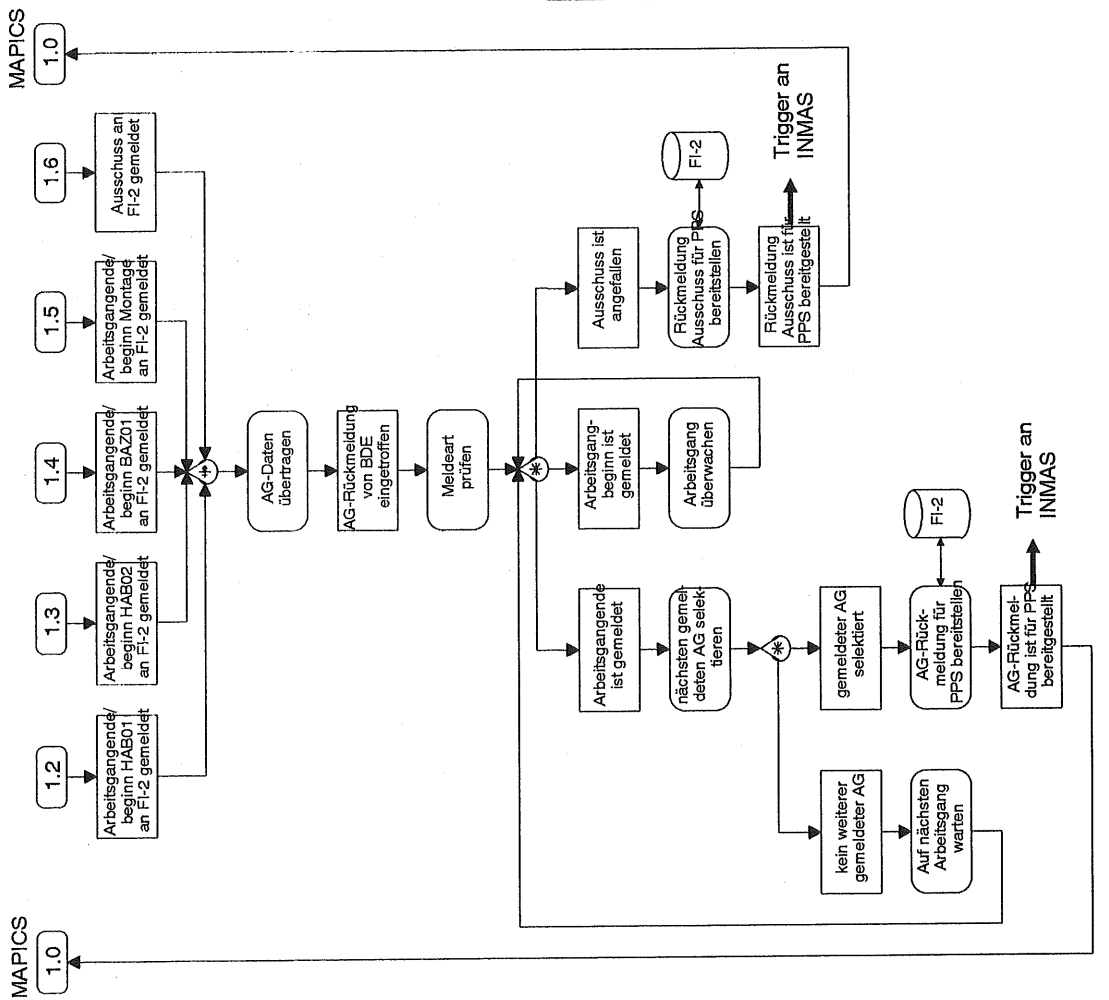 MAPICS
1.0
1.2
1.3
1.4
1.5
1.6
MAPICS
1.0
Arbeitsgangende/
beginn HAB01
an FI-2 gemeldet
Arbeitsgangende/
beginn HAB02
an FI-2 gemeldet
Arbeitsgangende/
beginn BAZ01
an FI-2 gemeldet
Arbeitsgangende/
beginn Montage
an FI-2 gemeldet
Ausschuss an
FI-2 gemeldet
AG-Daten
übertragen
AG-Rückmeldung
von BDE
eingetroffen
Meldeart
prüfen
Arbeitsgangende
ist gemeldet
Arbeitsgang-
beginn ist
gemeldet
Ausschuss ist
angefallen
nächsten gemel-
deten AG selek-
tieren
Arbeitsgang
überwachen
Rückmeldung
Ausschuss für PPS
bereitstellen
FI-2
Rückmeldung
Ausschuss ist für
PPS bereitgestellt
Trigger an
INMAS
kein weiterer
gemeldeter AG
gemeldeter AG
selektiert
Auf nächsten
Arbeitsgang
warten
AG-Rück-
meldung für
PPS bereitstellen
FI-2
AG-Rückmel-
dung ist für PPS
bereitgestellt
Trigger an
INMAS